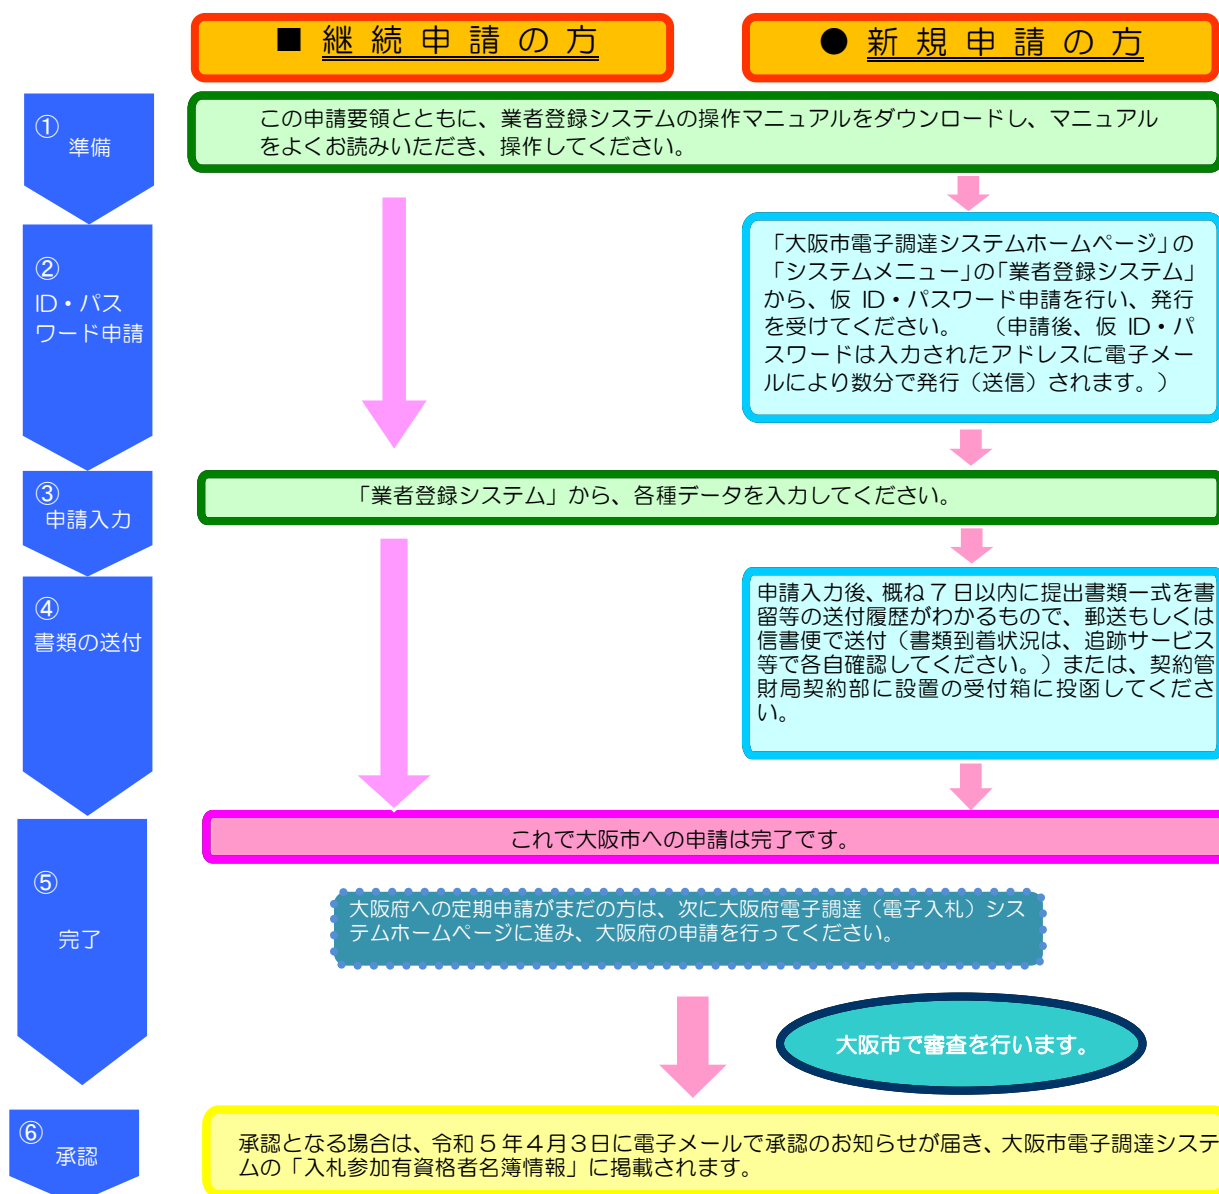 ■ 継続申請の方
● 新規申請の方
①
準備
この申請要領とともに、業者登録システムの操作マニュアルをダウンロードし、マニュアル
をよくお読みいただき、操作してください。
②
ID・パス
ワード申請
「大阪市電子調達システムホームページ」の
「システムメニュー」の「業者登録システム」
から、仮 ID・パスワード申請を行い、発行
を受けてください。　（申請後、仮 ID・パ
スワードは入力されたアドレスに電子メー
ルにより数分で発行（送信）されます。）
③
申請入力
「業者登録システム」から、各種データを入力してください。
④
書類の送付
申請入力後、概ね７日以内に提出書類一式を書
留等の送付履歴がわかるもので、郵送もしくは
信書便で送付（書類到着状況は、追跡サービス
等で各自確認してください。）または、契約管
財局契約部に設置の受付箱に投函してくださ
い。
⑤
完了
これで大阪市への申請は完了です。
大阪府への定期申請がまだの方は、次に大阪府電子調達（電子入札）シス
テムホームページに進み、大阪府の申請を行ってください。
大阪市で審査を行います。
⑥
承認
承認となる場合は、令和５年４月３日に電子メールで承認のお知らせが届き、大阪市電子調達システ
ムの「入札参加有資格者名簿情報」に掲載されます。